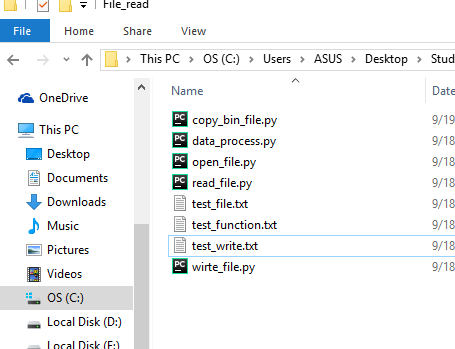 File_read
File Home Share View
This PC OS (C:) Users ASUS Desktop Stud
Name Date
OneDrive
This PC
Desktop
Documents
Downloads
Music
Pictures
Videos
OS (C:)
Local Disk (D:)
Local Disk (E:)
copy_bin_file.py 9/19
data_process.py 9/18
open_file.py 9/18
read_file.py 9/18
test_file.txt 9/18
test_function.txt 9/18
test_write.txt 9/18
wirte_file.py 9/18